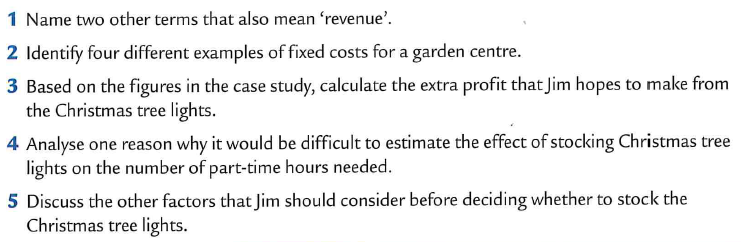 1 Name two other terms that also mean ‘revenue’.
2 Identify four different examples of fixed costs for a garden centre.
3 Based on the figures in the case study, calculate the extra profit that Jim hopes to make from
the Christmas tree lights.
4 Analyse one reason why it would be difficult to estimate the effect of stocking Christmas tree
lights on the number of part-time hours needed.
5 Discuss the other factors that Jim should consider before deciding whether to stock the
Christmas tree lights.